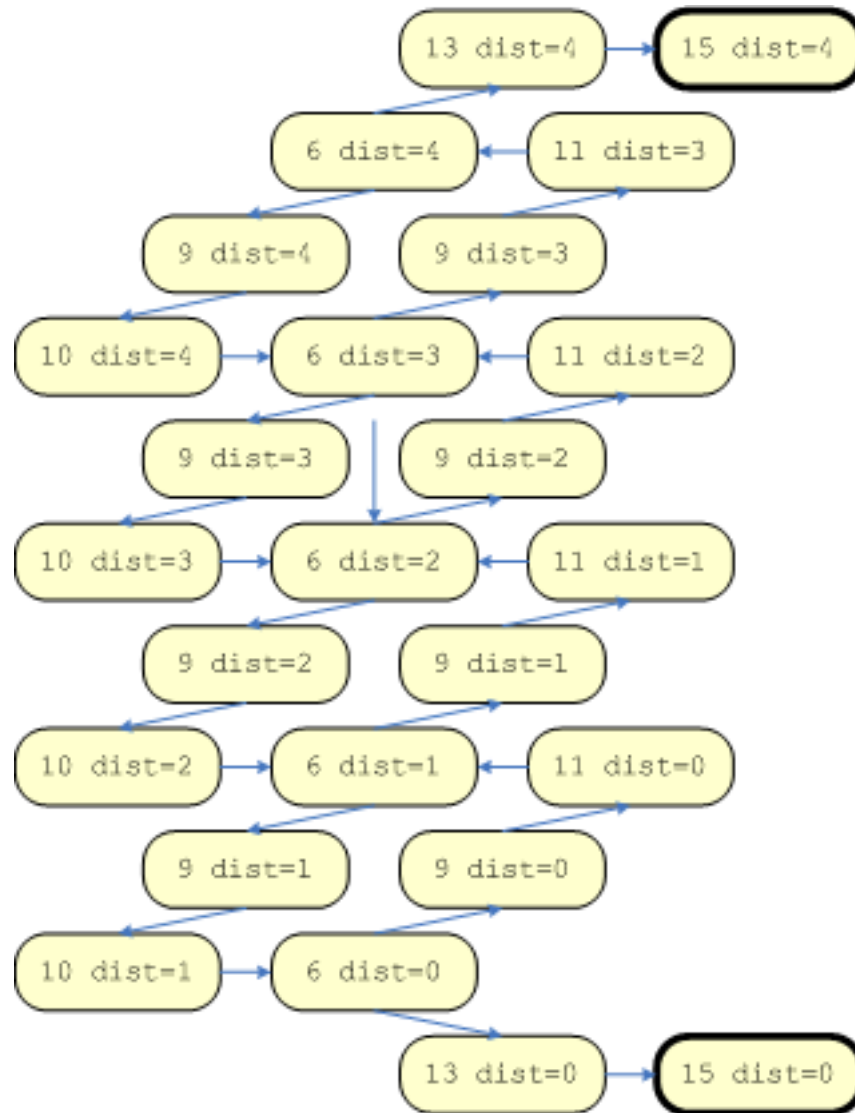 13 dist=4 15 dist=4
6 dist=4 11 dist=3
9 dist=4 9 dist=3
10 dist=4 6 dist=3 11 dist=2
9 dist=3 9 dist=2
10 dist=3 6 dist=2 11 dist=1
9 dist=2 9 dist=1
10 dist=2 6 dist=1 11 dist=0
9 dist=1 9 dist=0
10 dist=1 6 dist=0
13 dist=0 15 dist=0